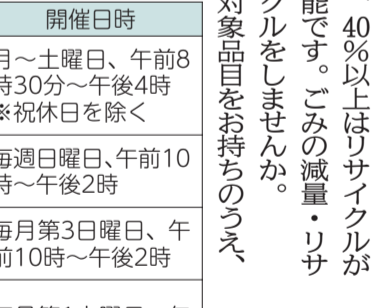 、40％以上はリサイクルが
能です。ごみの減量・リサ
クルをしませんか。
対象品目をお持ちのうえ、
開催日時
月～土曜日、午前8
時30分～午後4時
※祝休日を除く
毎週日曜日、午前10
時～午後2時
毎月第3日曜日、午
前10時～午後2時